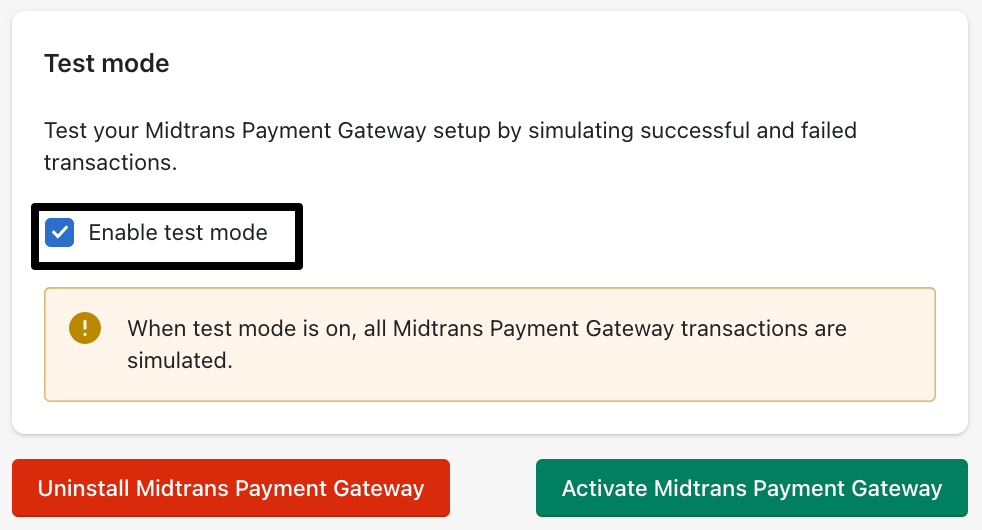 Test mode
Test your Midtrans Payment Gateway setup by simulating successful and failed
transactions.
Enable test mode
When test mode is on, all Midtrans Payment Gateway transactions are
simulated.
Uninstall Midtrans Payment Gateway
Activate Midtrans Payment Gateway